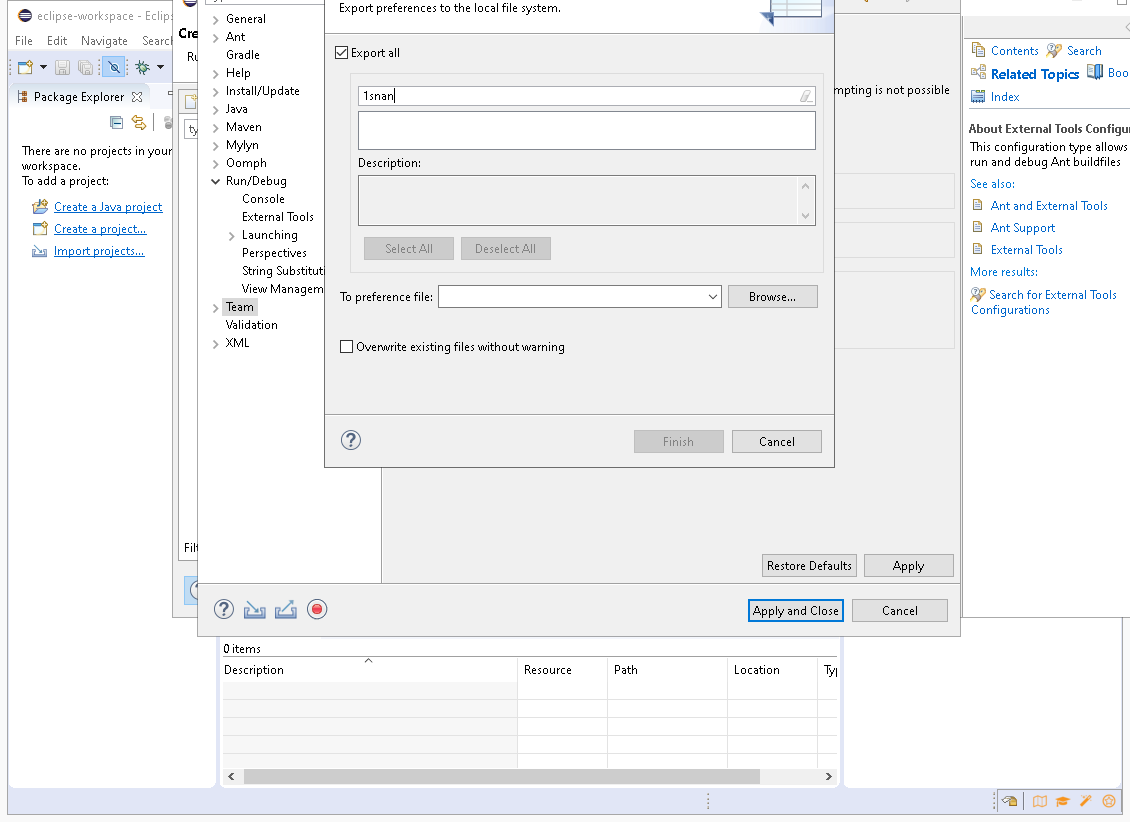 eclipse-workspace - Eclips
File Edit Navigate Search
Package Explorer
There are no projects in your
workspace.
To add a project:
Create a Java project
Create a project...
Import projects...
General
Ant
Gradle
Help
Install/Update
Java
Maven
Mylyn
Oomph
Run/Debug
Console
External Tools
Launching
Perspectives
String Substituti
View Managem
Team
Validation
XML
Export preferences to the local file system.
Export all
1snan
Description:
Select All Deselect All
To preference file:
Browse...
Overwrite existing files without warning
Finish Cancel
mpting is not possible
Restore Defaults Apply
Apply and Close Cancel
Contents Search
Related Topics Boo
Index
About External Tools Configu
This configuration type allows
run and debug Ant buildfiles
See also:
Ant and External Tools
Ant Support
External Tools
More results:
Search for External Tools
Configurations
0 items
Description Resource Path Location Typ